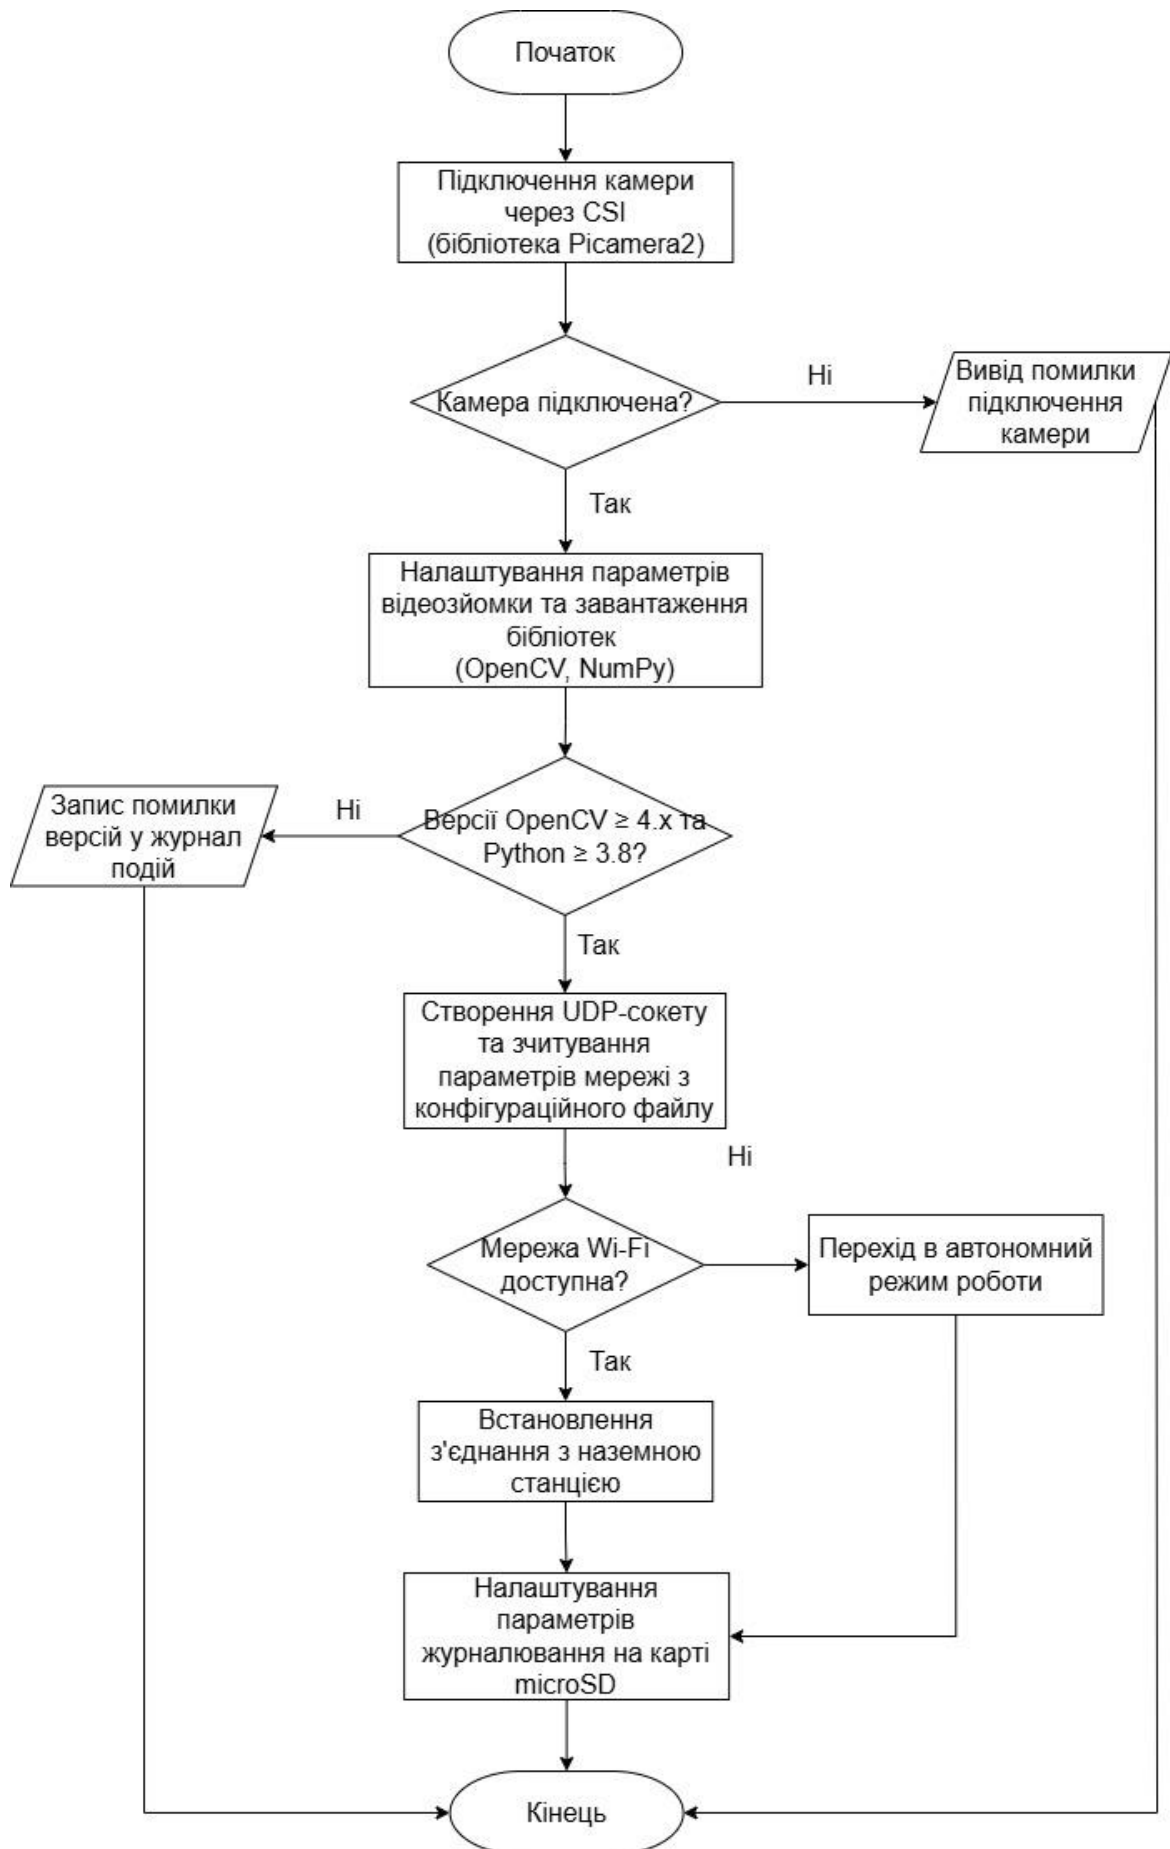 Початок
Підключення камери
через CSI
(бібліотека Picamera2)
Камера підключена?
Ні
Вивід помилки
підключення
камери
Так
Налаштування параметрів
відеозйомки та завантаження
бібліотек
(OpenCV, NumPy)
Версії OpenCV ≥ 4.x та
Python ≥ 3.8?
Ні
Запис помилки
версій у журнал
подій
Так
Створення UDP-сокету
та зчитування
параметрів мережі з
конфігураційного файлу
Ні
Мережа Wi-Fi
доступна?
Перехід в автономний
режим роботи
Так
Встановлення
з'єднання з наземною
станцією
Налаштування
параметрів
журналювання на карті
microSD
Кінець